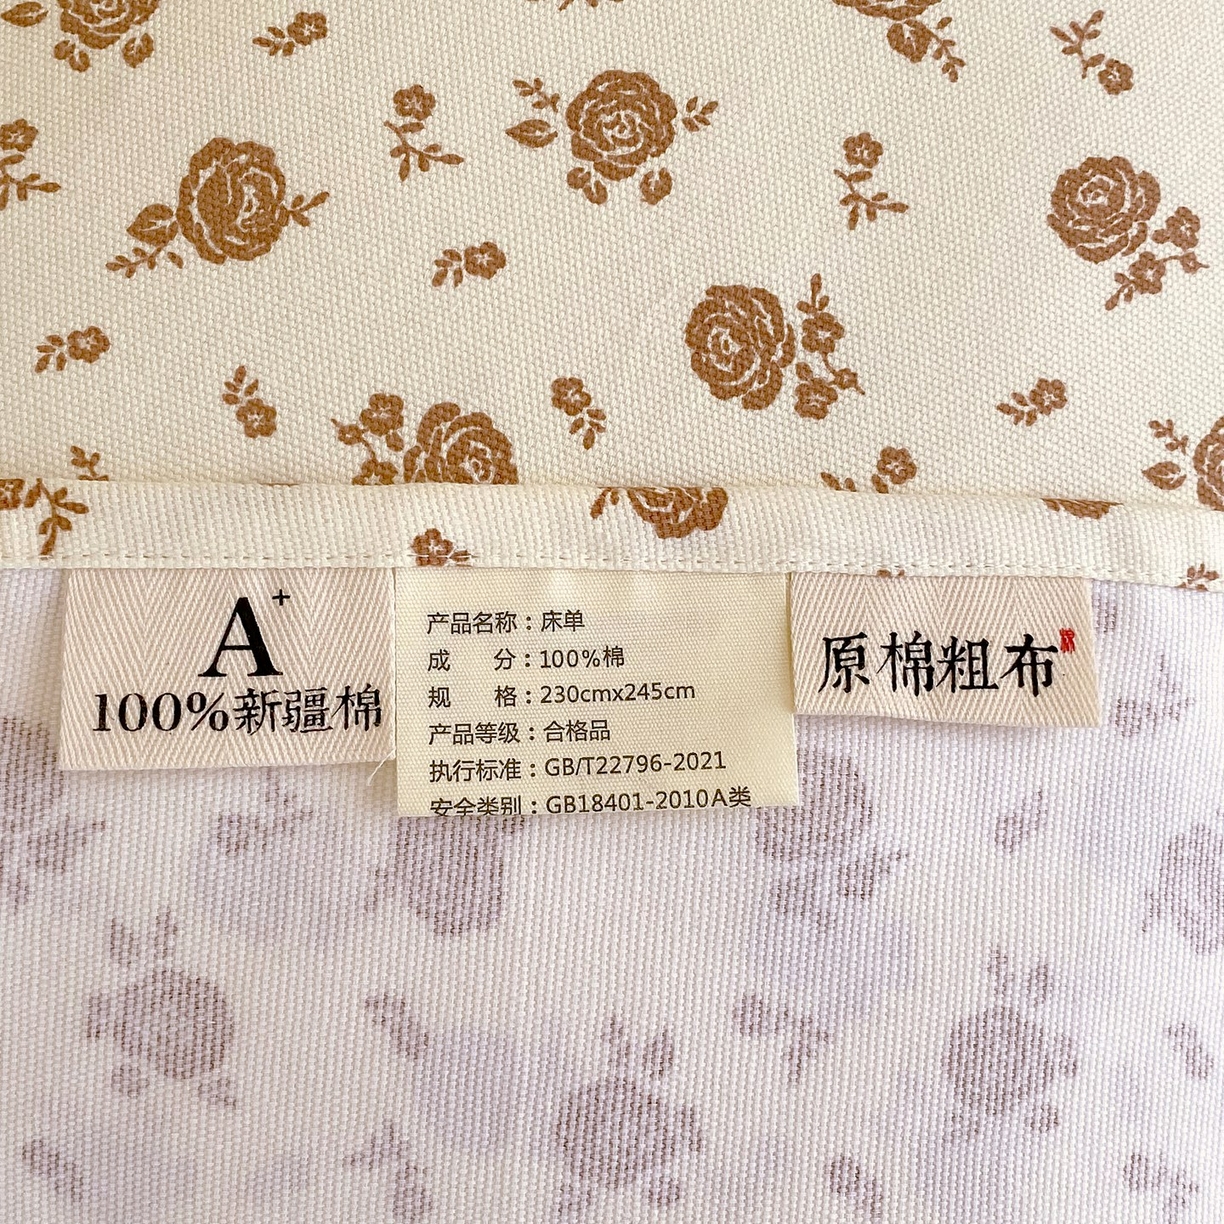 A+
100%新疆棉
产品名称：床单
成 分：100%棉
规 格：230cmx245cm
产品等级：合格品
执行标准：GB/T22796-2021
安全类别：GB18401-2010A类
原棉粗布